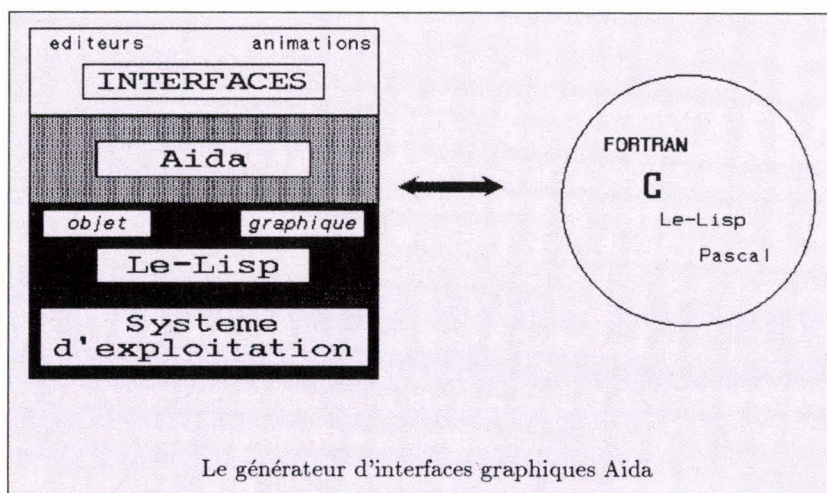 editeurs animations
INTERFACES
Aida
objet graphique
Le-Lisp
Systeme
d'exploitation
FORTRAN
C
Le-Lisp
Pascal
Le générateur d'interfaces graphiques Aida